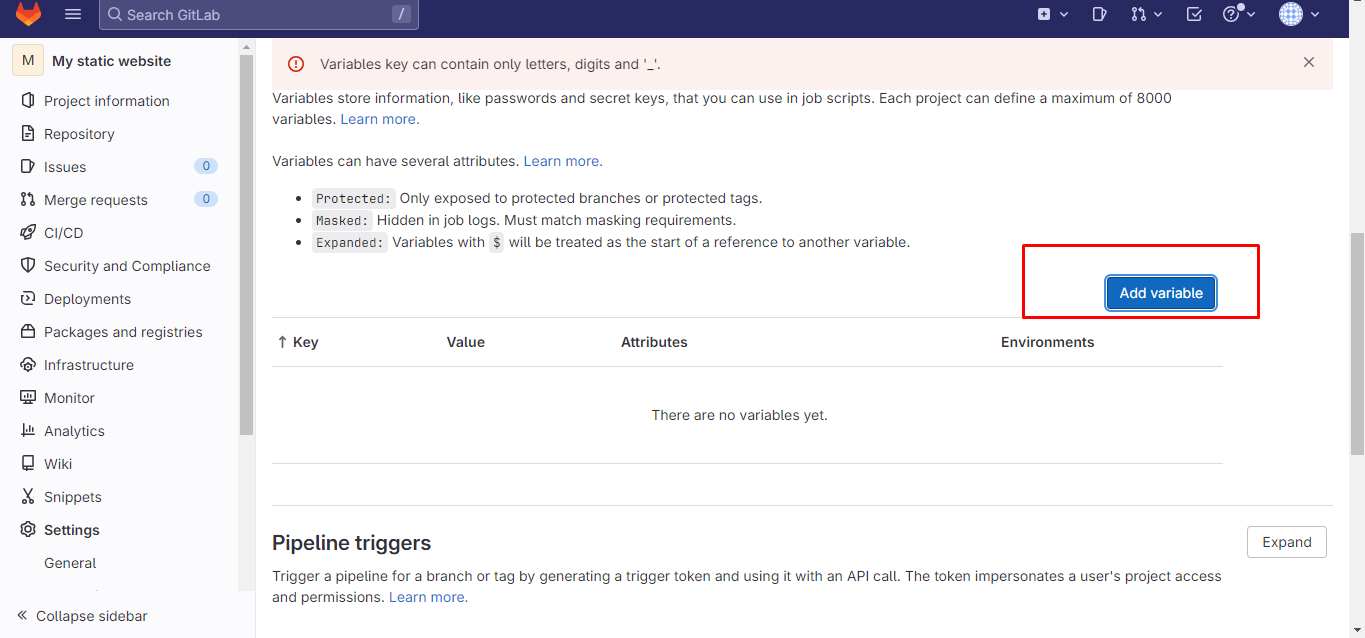 Search GitLab /
M My static website
Project information
Repository
Issues 0
Merge requests 0
CI/CD
Security and Compliance
Deployments
Packages and registries
Infrastructure
Monitor
Analytics
Wiki
Snippets
Settings
General
Collapse sidebar
Variables key can contain only letters, digits and '_'.
Variables store information, like passwords and secret keys, that you can use in job scripts. Each project can define a maximum of 8000
variables. Learn more.
Variables can have several attributes. Learn more.
Protected: Only exposed to protected branches or protected tags.
Masked: Hidden in job logs. Must match masking requirements.
Expanded: Variables with $ will be treated as the start of a reference to another variable.
Add variable
Key Value Attributes Environments
There are no variables yet.
Pipeline triggers
Expand
Trigger a pipeline for a branch or tag by generating a trigger token and using it with an API call. The token impersonates a user's project access
and permissions. Learn more.